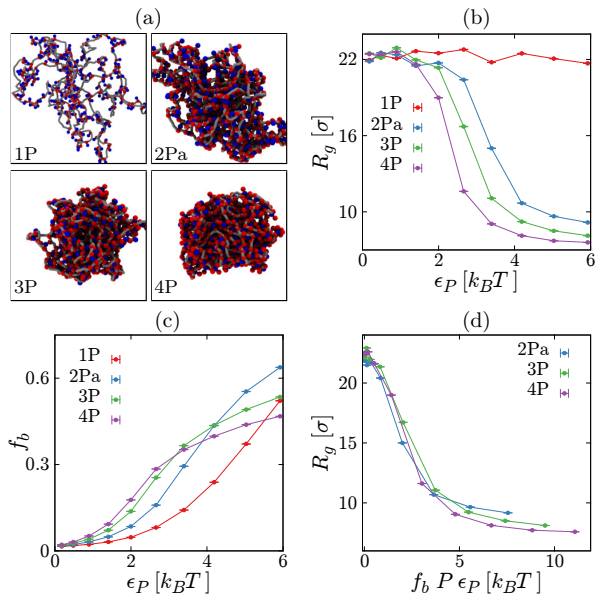 (a)
1P
2Pa
3P
4P
(b)
R_g [σ]
22
16
10
1P
2Pa
3P
4P
0 2 4 6
ϵ_P [k_BT]
(c)
f_b
0.6
0.3
0
1P
2Pa
3P
4P
0 2 4 6
ϵ_P [k_BT]
(d)
R_g [σ]
20
15
10
2Pa
3P
4P
0 5 10
f_b P ϵ_P [k_BT]